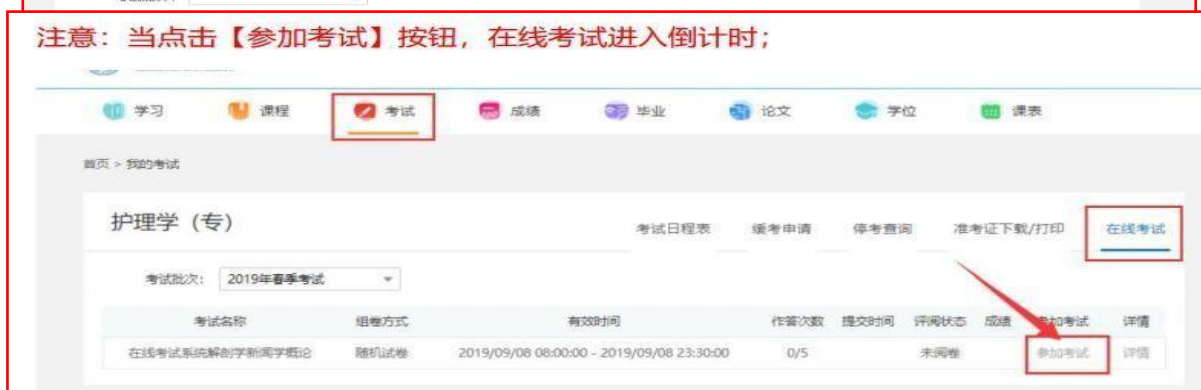 注意：当点击【参加考试】按钮，在线考试进入倒计时；
学习 课程 考试 成绩 毕业 论文 学位 课表
首页 > 我的考试
护理学（专） 考试日程表 缓考申请 停考查询 准考证下载/打印 在线考试
考试批次： 2019年春季考试
考试名称 组卷方式 有效时间 作答次数 提交时间 评阅状态 成绩 参加考试 详情
在线考试系统解剖学新闻学概论 随机试卷 2019/09/08 08:00:00 - 2019/09/08 23:30:00 0/5 未阅卷 参加考试 详情